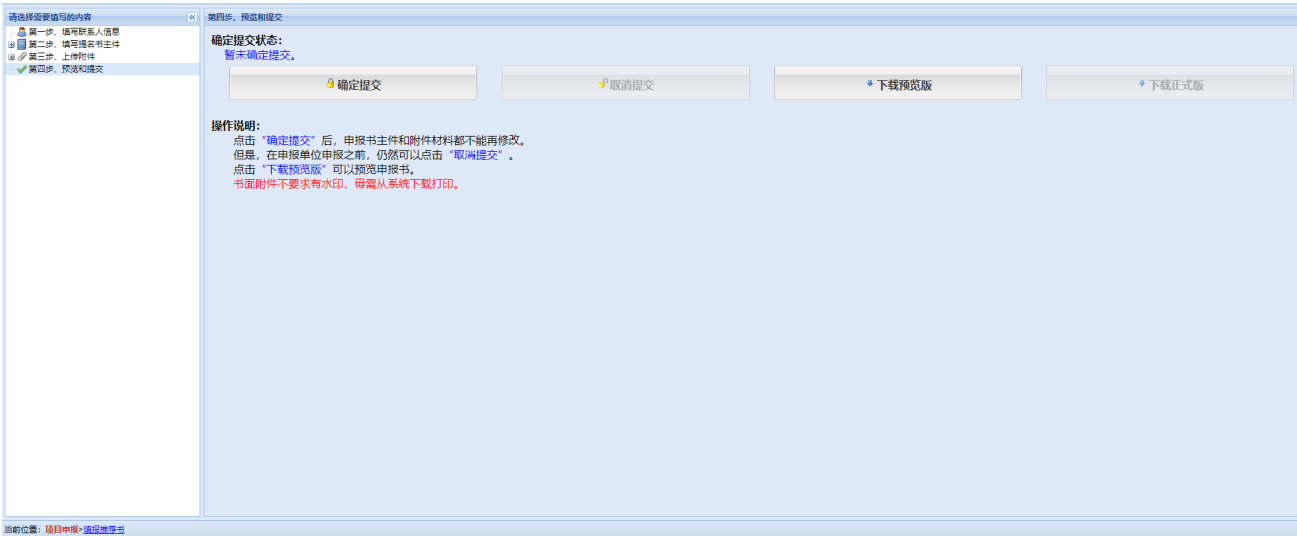 请选择需要填写的内容
第一步、填写联系人信息
第二步、填写提名书主件
第三步、上传附件
第四步、预览和提交
第四步、预览和提交
确定提交状态：
暂未确定提交。
确定提交 取消提交 下载预览版 下载正式版
操作说明：
点击“确定提交”后，申报书主件和附件材料都不能再修改。
但是，在申报单位申报之前，仍然可以点击“取消提交”。
点击“下载预览版”可以预览申报书。
书面附件不要求有水印，毋需从系统下载打印。
当前位置：项目申报>填报推荐书